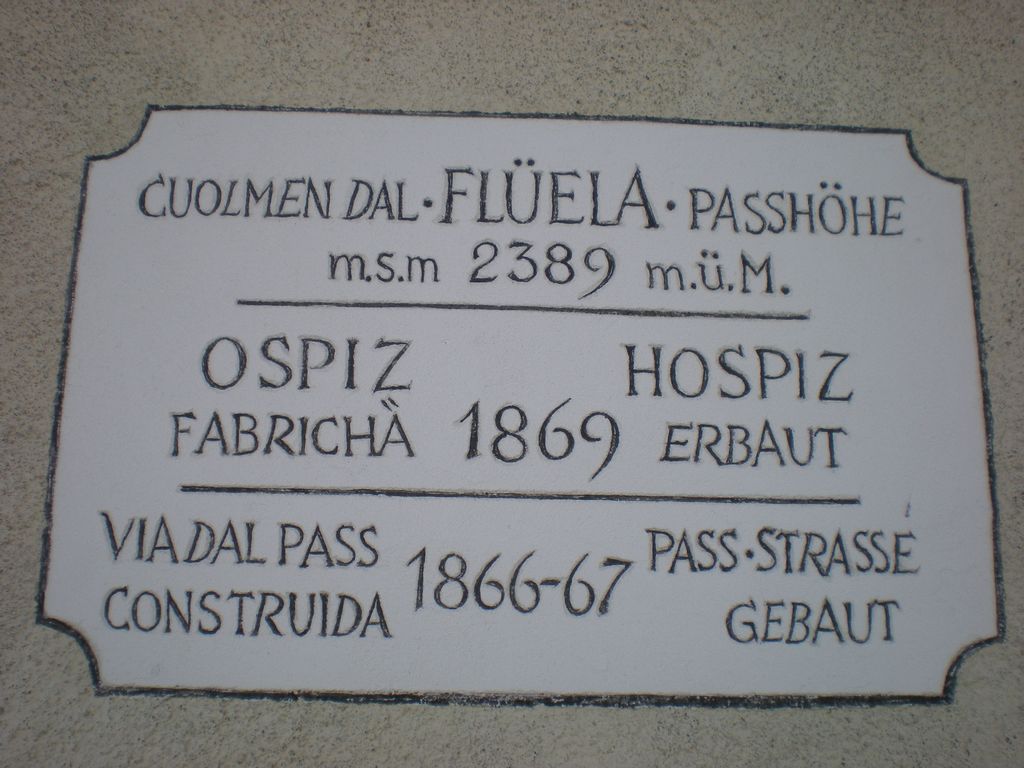 CUOLMEN DAL · FLÜELA · PASSHÖHE
m.s.m 2389 m.ü.M.
OSPIZ HOSPIZ
FABRICHÀ 1869 ERBAUT
VIA DAL PASS 1866-67 PASS·STRASSE
CONSTRUIDA GEBAUT